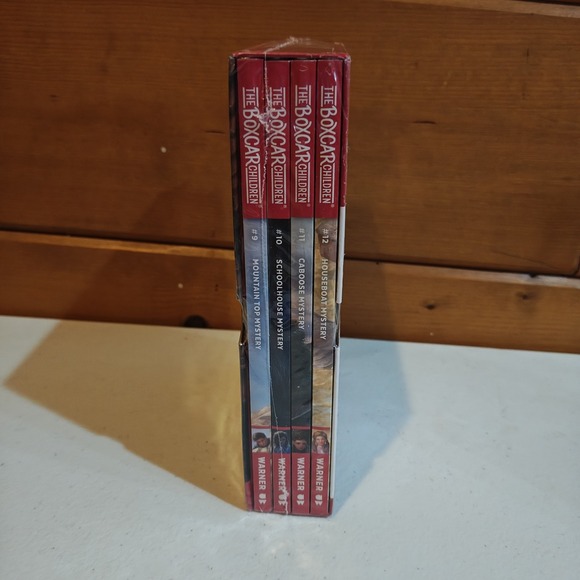 THE BOXCAR CHILDREN®
#9
MOUNTAIN TOP MYSTERY
WARNER
THE BOXCAR CHILDREN®
#10
SCHOOLHOUSE MYSTERY
WARNER
THE BOXCAR CHILDREN®
#11
CABOOSE MYSTERY
WARNER
THE BOXCAR CHILDREN®
#12
HOUSEBOAT MYSTERY
WARNER